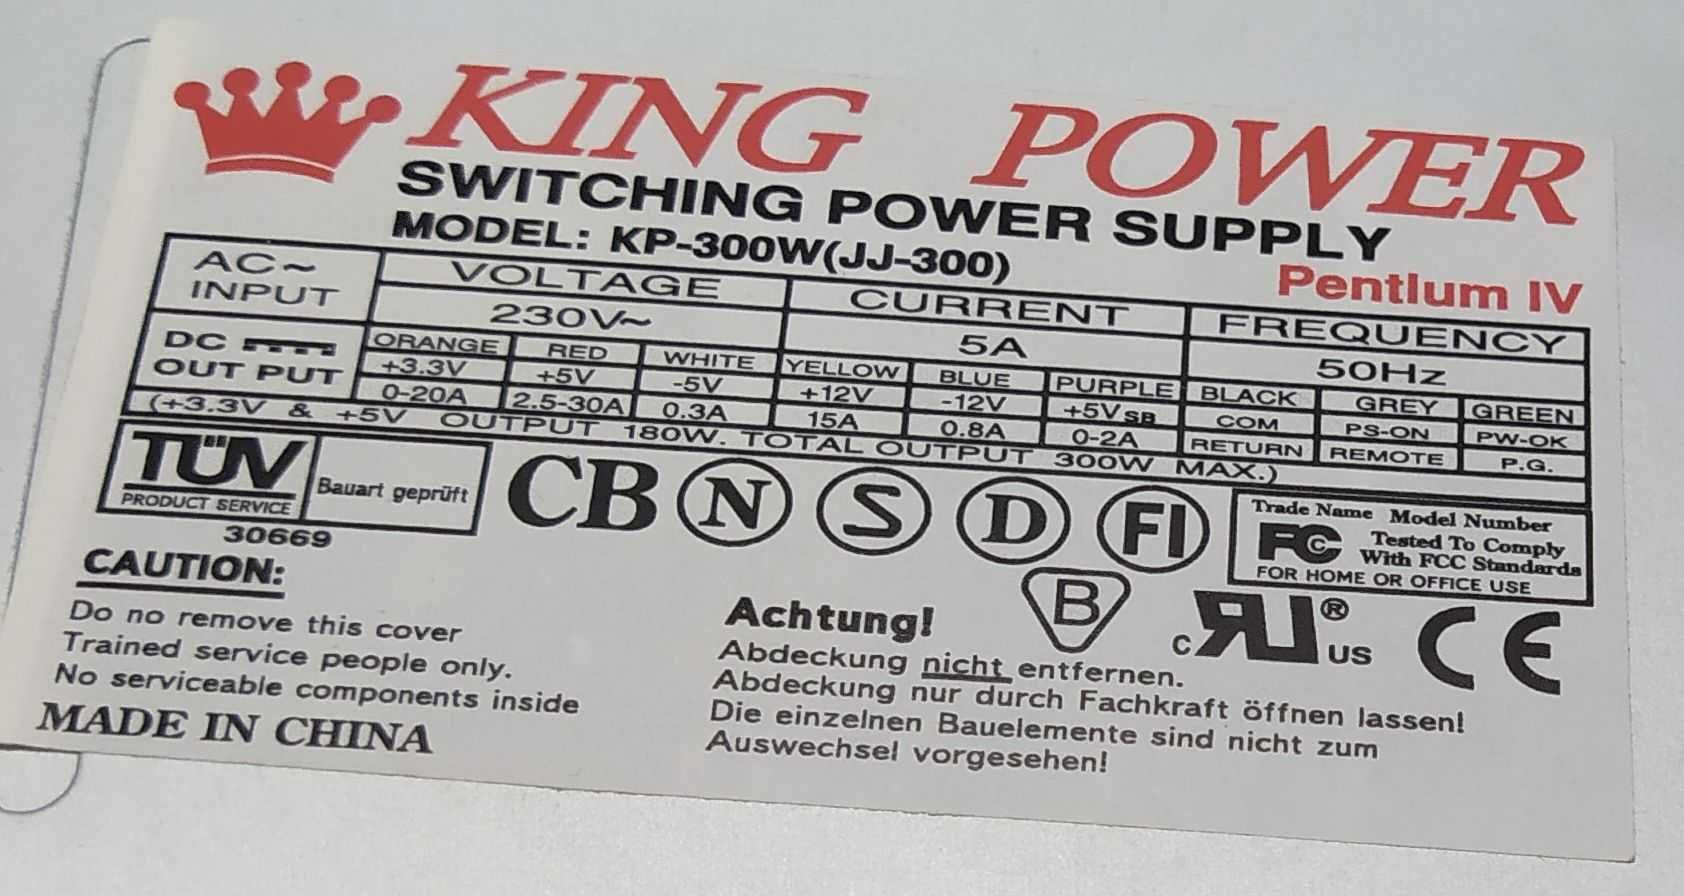 KING POWER
SWITCHING POWER SUPPLY
MODEL: KP-300W(JJ-300)
Pentlum IV
AC~ INPUT VOLTAGE CURRENT FREQUENCY
230V~ 5A 50Hz
DC OUT PUT ORANGE RED WHITE YELLOW BLUE PURPLE BLACK GREY GREEN
+3.3V +5V -5V +12V -12V +5VSB COM PS-ON PW-OK
0-20A 2.5-30A 0.3A 15A 0.8A 0-2A RETURN REMOTE P.G.
(+3.3V & +5V OUTPUT 180W. TOTAL OUTPUT 300W MAX.)
TÜV
PRODUCT SERVICE
Bauart geprüft
30669
CB N S D FI
Trade Name Model Number
FC Tested To Comply
With FCC Standards
FOR HOME OR OFFICE USE
B
c RU ® US
CE
CAUTION:
Do no remove this cover
Trained service people only.
No serviceable components inside
MADE IN CHINA
Achtung!
Abdeckung nicht entfernen.
Abdeckung nur durch Fachkraft öffnen lassen!
Die einzelnen Bauelemente sind nicht zum
Auswechsel vorgesehen!